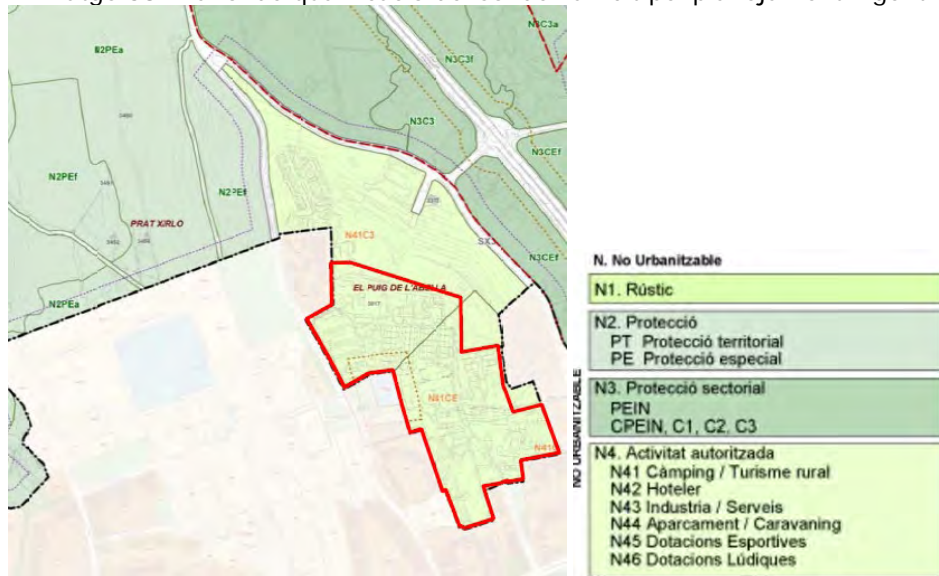 N2PEa
N3C3a
N3C3f
N3C3
N3CEf
N2PEf
N2PEf
PRAT XIRLO
N41C3
N3CEf
EL PUIG DE L'ABELLA
N2PEa
N41CE
N. No Urbanitzable
N1. Rústic
N2. Protecció
PT Protecció territorial
PE Protecció especial
N3. Protecció sectorial
PEIN
CPEIN, C1, C2, C3
N4. Activitat autoritzada
N41 Càmping / Turisme rural
N42 Hoteler
N43 Industria / Serveis
N44 Aparcament / Caravaning
N45 Dotacions Esportives
N46 Dotacions Lúdiques
NO URBANITZABLE